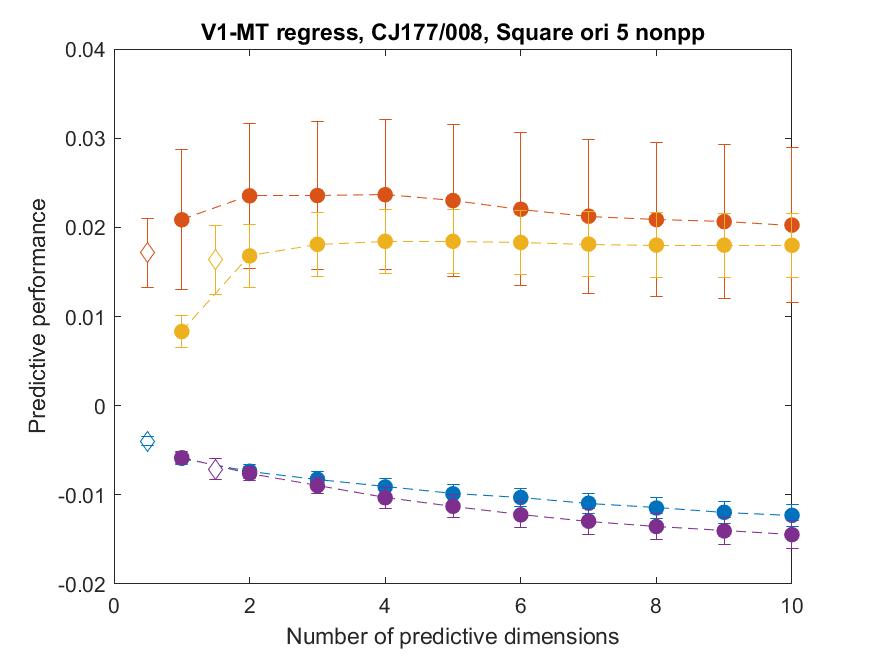 V1-MT regress, CJ177/008, Square ori 5 nonpp
0.04
0.03
0.02
0.01
0
-0.01
-0.02
Predictive performance
0 2 4 6 8 10
Number of predictive dimensions